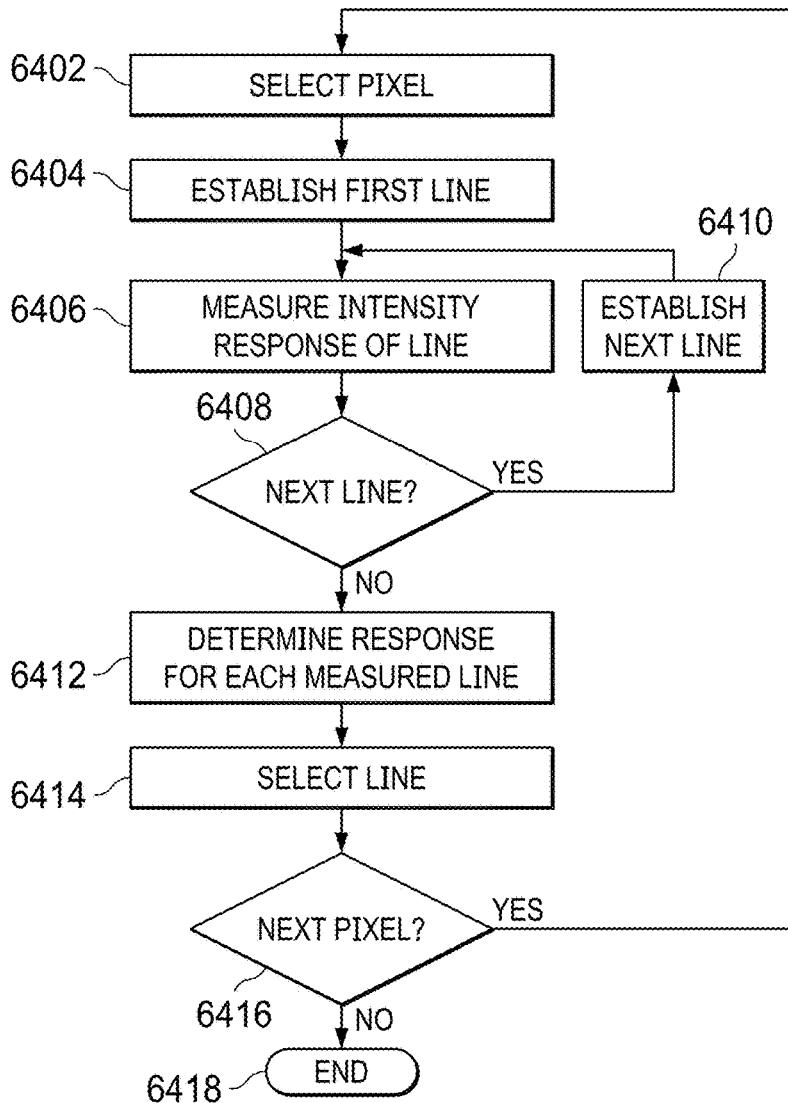 6402
SELECT PIXEL
6404
ESTABLISH FIRST LINE
6410
6406
MEASURE INTENSITY
RESPONSE OF LINE
ESTABLISH
NEXT LINE
6408
NEXT LINE?
YES
NO
6412
DETERMINE RESPONSE
FOR EACH MEASURED LINE
6414
SELECT LINE
NEXT PIXEL?
YES
6416
NO
6418
END